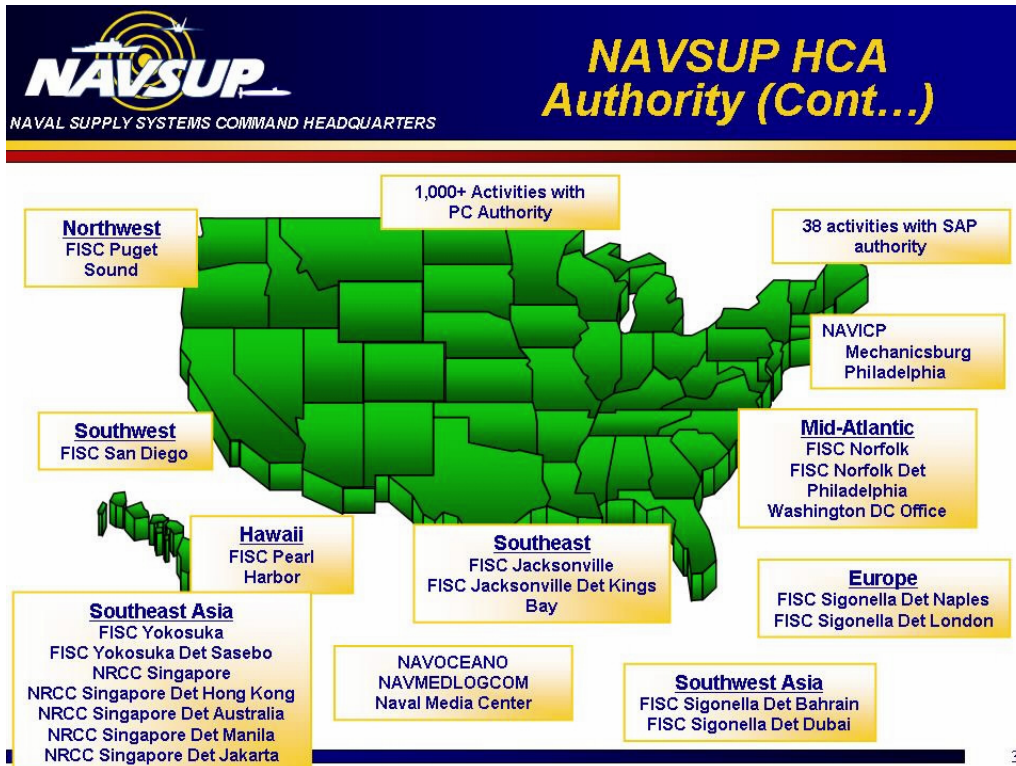 NAVSUP
NAVAL SUPPLY SYSTEMS COMMAND HEADQUARTERS
NAVSUP HCA
Authority (Cont...)
1,000+ Activities with
PC Authority
Northwest
FISC Puget
Sound
38 activities with SAP
authority
NAVICP
Mechanicsburg
Philadelphia
Southwest
FISC San Diego
Mid-Atlantic
FISC Norfolk
FISC Norfolk Det
Philadelphia
Washington DC Office
Hawaii
FISC Pearl
Harbor
Southeast
FISC Jacksonville
FISC Jacksonville Det Kings
Bay
Europe
FISC Sigonella Det Naples
FISC Sigonella Det London
Southeast Asia
FISC Yokosuka
FISC Yokosuka Det Sasebo
NRCC Singapore
NRCC Singapore Det Hong Kong
NRCC Singapore Det Australia
NRCC Singapore Det Manila
NRCC Singapore Det Jakarta
NAVOCEANO
NAVMEDLOGCOM
Naval Media Center
Southwest Asia
FISC Sigonella Det Bahrain
FISC Sigonella Det Dubai
3